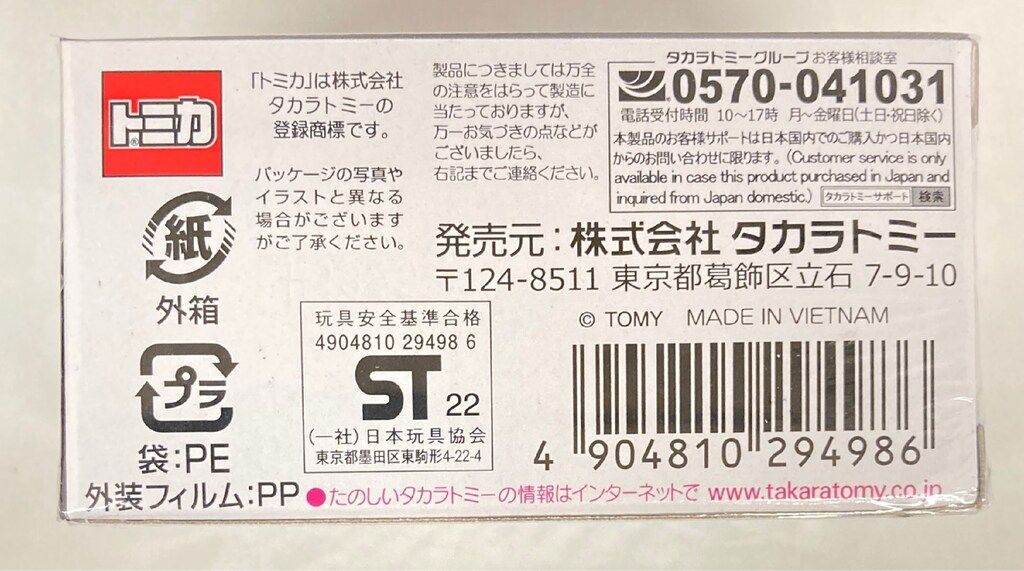 トミカ®
「トミカ」は株式会社
タカラトミーの
登録商標です。
パッケージの写真や
イラストと異なる
場合がございます
がご了承ください。
製品につきましては万全
の注意をはらって製造に
当たっておりますが、
万一お気づきの点などが
ございましたら、
右記までご連絡ください。
タカラトミーグループ お客様相談室
0570-041031
電話受付時間 10〜17時 月〜金曜日(土日・祝日除く)
本製品のお客様サポートは日本国内でのご購入かつ日本国内
からのお問い合わせに限ります。(Customer service is only
available in case this product purchased in Japan and
inquired from Japan domestic.) タカラトミーサポート 検索
発売元:株式会社 タカラトミー
〒124-8511 東京都葛飾区立石 7-9-10
© TOMY MADE IN VIETNAM
紙
外箱
プラ
袋:PE
外装フィルム:PP
玩具安全基準合格
4904810 29498 6
ST 22
(一社)日本玩具協会
東京都墨田区東駒形4-22-4
4 904810 294986
●たのしいタカラトミーの情報はインターネットで www.takaratomy.co.jp